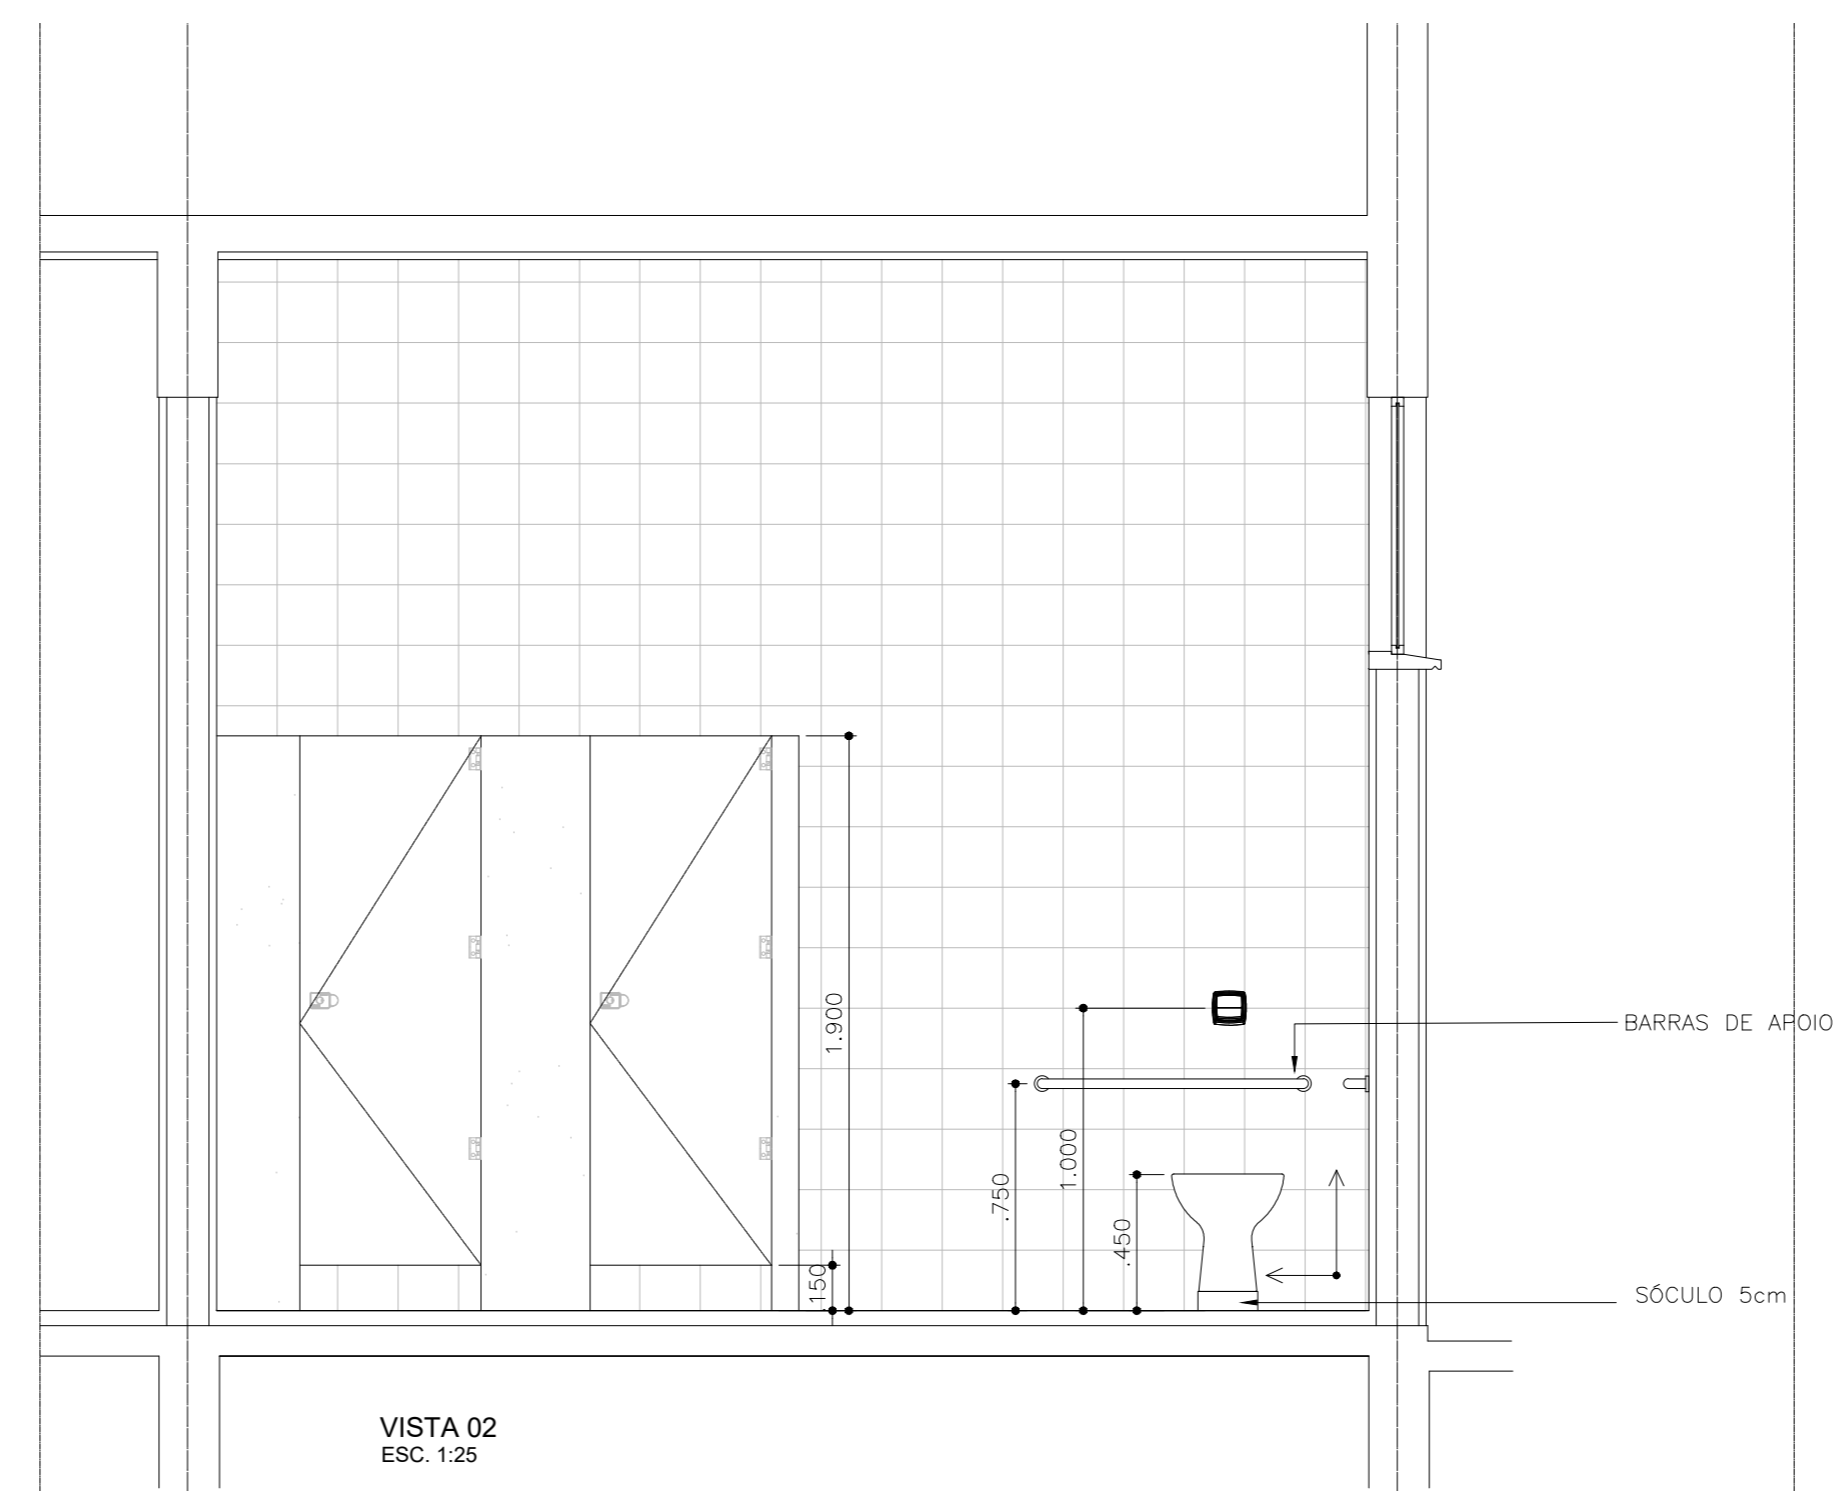 1.900
BARRAS DE APOIO
1.000
.750
.450
.150
SÓCULO 5cm
VISTA 02
ESC. 1:25